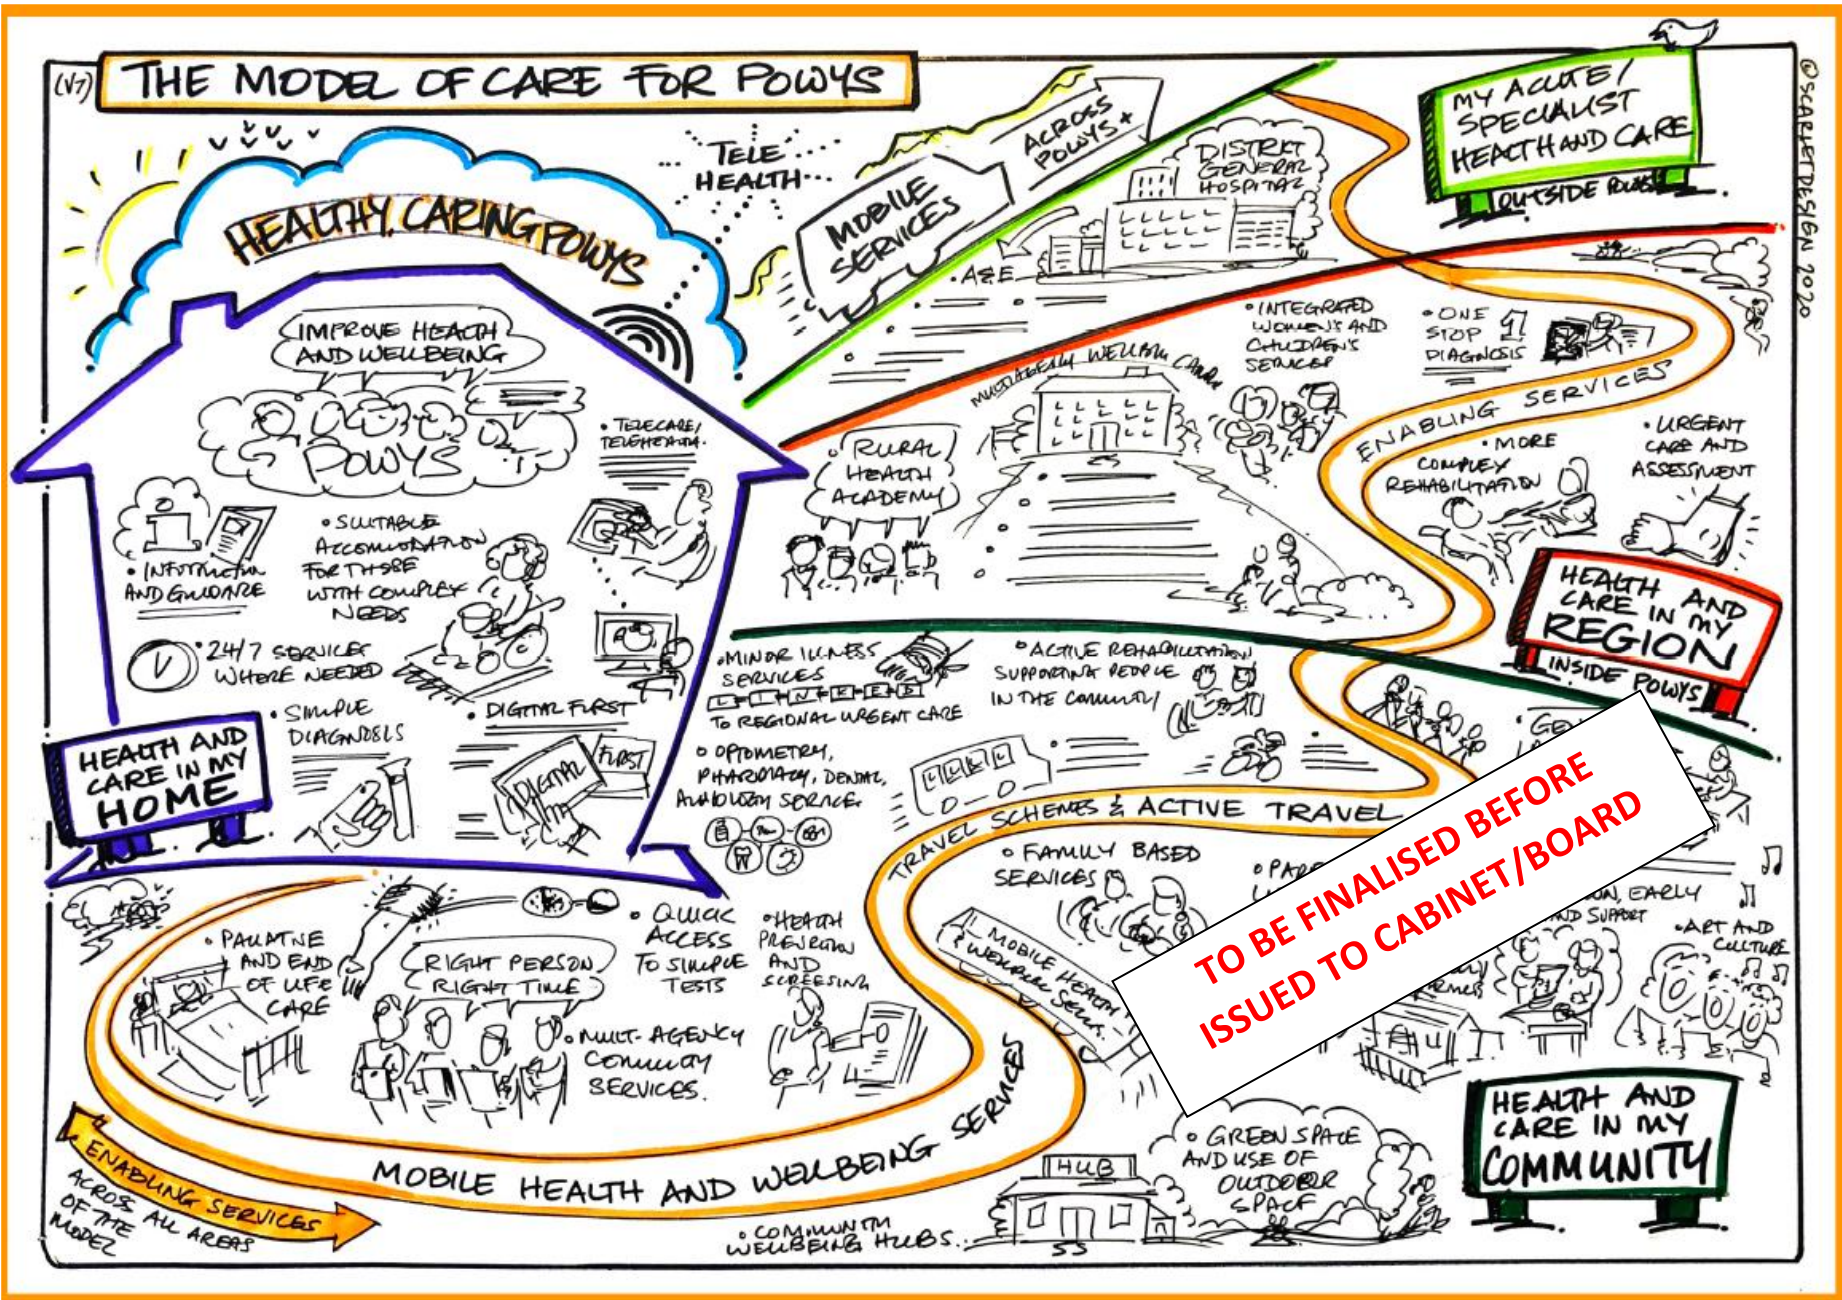 (V7)
THE MODEL OF CARE FOR POWYS
©SCARLETDESIGN 2020
HEALTHY, CARING POWYS
TELE
HEALTH
MOBILE
SERVICES
ACROSS
POWYS +
DISTRICT
GENERAL
HOSPITAL
• A&E
MY ACUTE/
SPECIALIST
HEALTH AND CARE
OUTSIDE POWYS
IMPROVE HEALTH
AND WELLBEING
POWYS
• TELECARE/
TELEHEALTH.
• INFORMATION
AND GUIDANCE
• SUITABLE
ACCOMMODATION
FOR THOSE
WITH COMPLEX
NEEDS
• 24/7 SERVICES
WHERE NEEDED
• SIMPLE
DIAGNOSIS
• DIGITAL FIRST
DIGITAL
FIRST
HEALTH AND
CARE IN MY
HOME
MULTI AGENCY WELLBEING
• RURAL
HEALTH
ACADEMY
• INTEGRATED
WOMEN'S AND
CHILDREN'S
SERVICES
• ONE
STOP
DIAGNOSIS
1
ENABLING SERVICES
• MORE
COMPLEX
REHABILITATION
• URGENT
CARE AND
ASSESSMENT
HEALTH AND
CARE IN MY
REGION
INSIDE POWYS
• MINOR ILLNESS
SERVICES
LINKED
TO REGIONAL URGENT CARE
• ACTIVE REHABILITATION
SUPPORTING PEOPLE
IN THE COMMUNITY
• OPTOMETRY,
PHARMACY, DENTAL,
AUDIOLOGY SERVICE.
TRAVEL SCHEMES & ACTIVE TRAVEL
• FAMILY BASED
SERVICES
TO BE FINALISED BEFORE
ISSUED TO CABINET/BOARD
EARLY
AND SUPPORT
• ART AND
CULTURE
• PALLATIVE
AND END
OF LIFE
CARE
RIGHT PERSON
RIGHT TIME
• QUICK
ACCESS
TO SIMPLE
TESTS
• HEALTH
PREVENTION
AND
SCREENING
• MULTI-AGENCY
COMMUNITY
SERVICES.
MOBILE HEALTH
& WELLBEING
MOBILE HEALTH AND WELLBEING SERVICES
ENABLING SERVICES
ACROSS ALL AREAS
OF THE
MODEL
• COMMUNITY
WELLBEING HUBS..
HUB
• GREEN SPACE
AND USE OF
OUTDOOR
SPACE
HEALTH AND
CARE IN MY
COMMUNITY